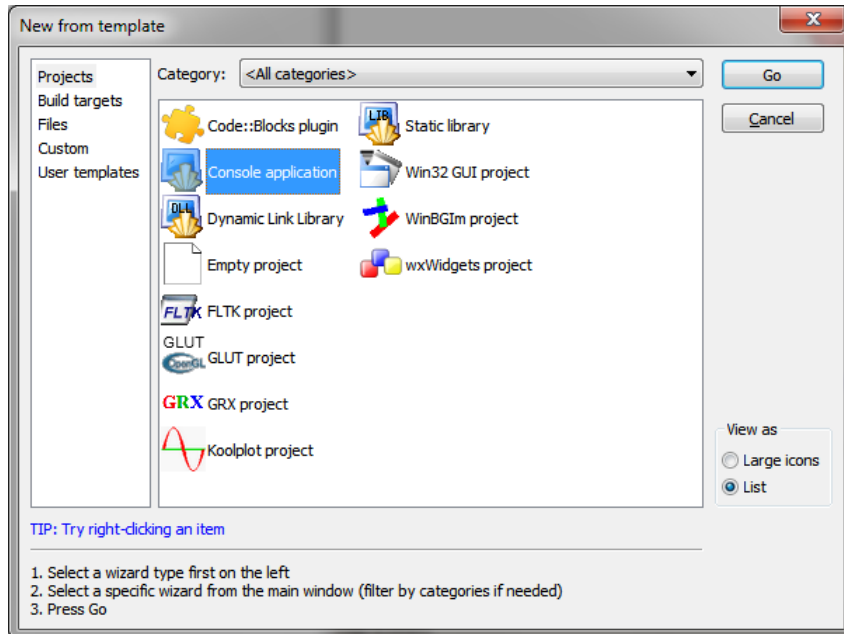 New from template
Projects
Build targets
Files
Custom
User templates
Category: <All categories>
Go
Cancel
Code::Blocks plugin
Console application
DLL
Dynamic Link Library
Empty project
FLTK
FLTK project
GLUT
OpenGL
GLUT project
GRX
GRX project
Koolplot project
LIB
Static library
Win32 GUI project
WinBGIm project
wxWidgets project
View as
Large icons
List
TIP: Try right-clicking an item
1. Select a wizard type first on the left
2. Select a specific wizard from the main window (filter by categories if needed)
3. Press Go